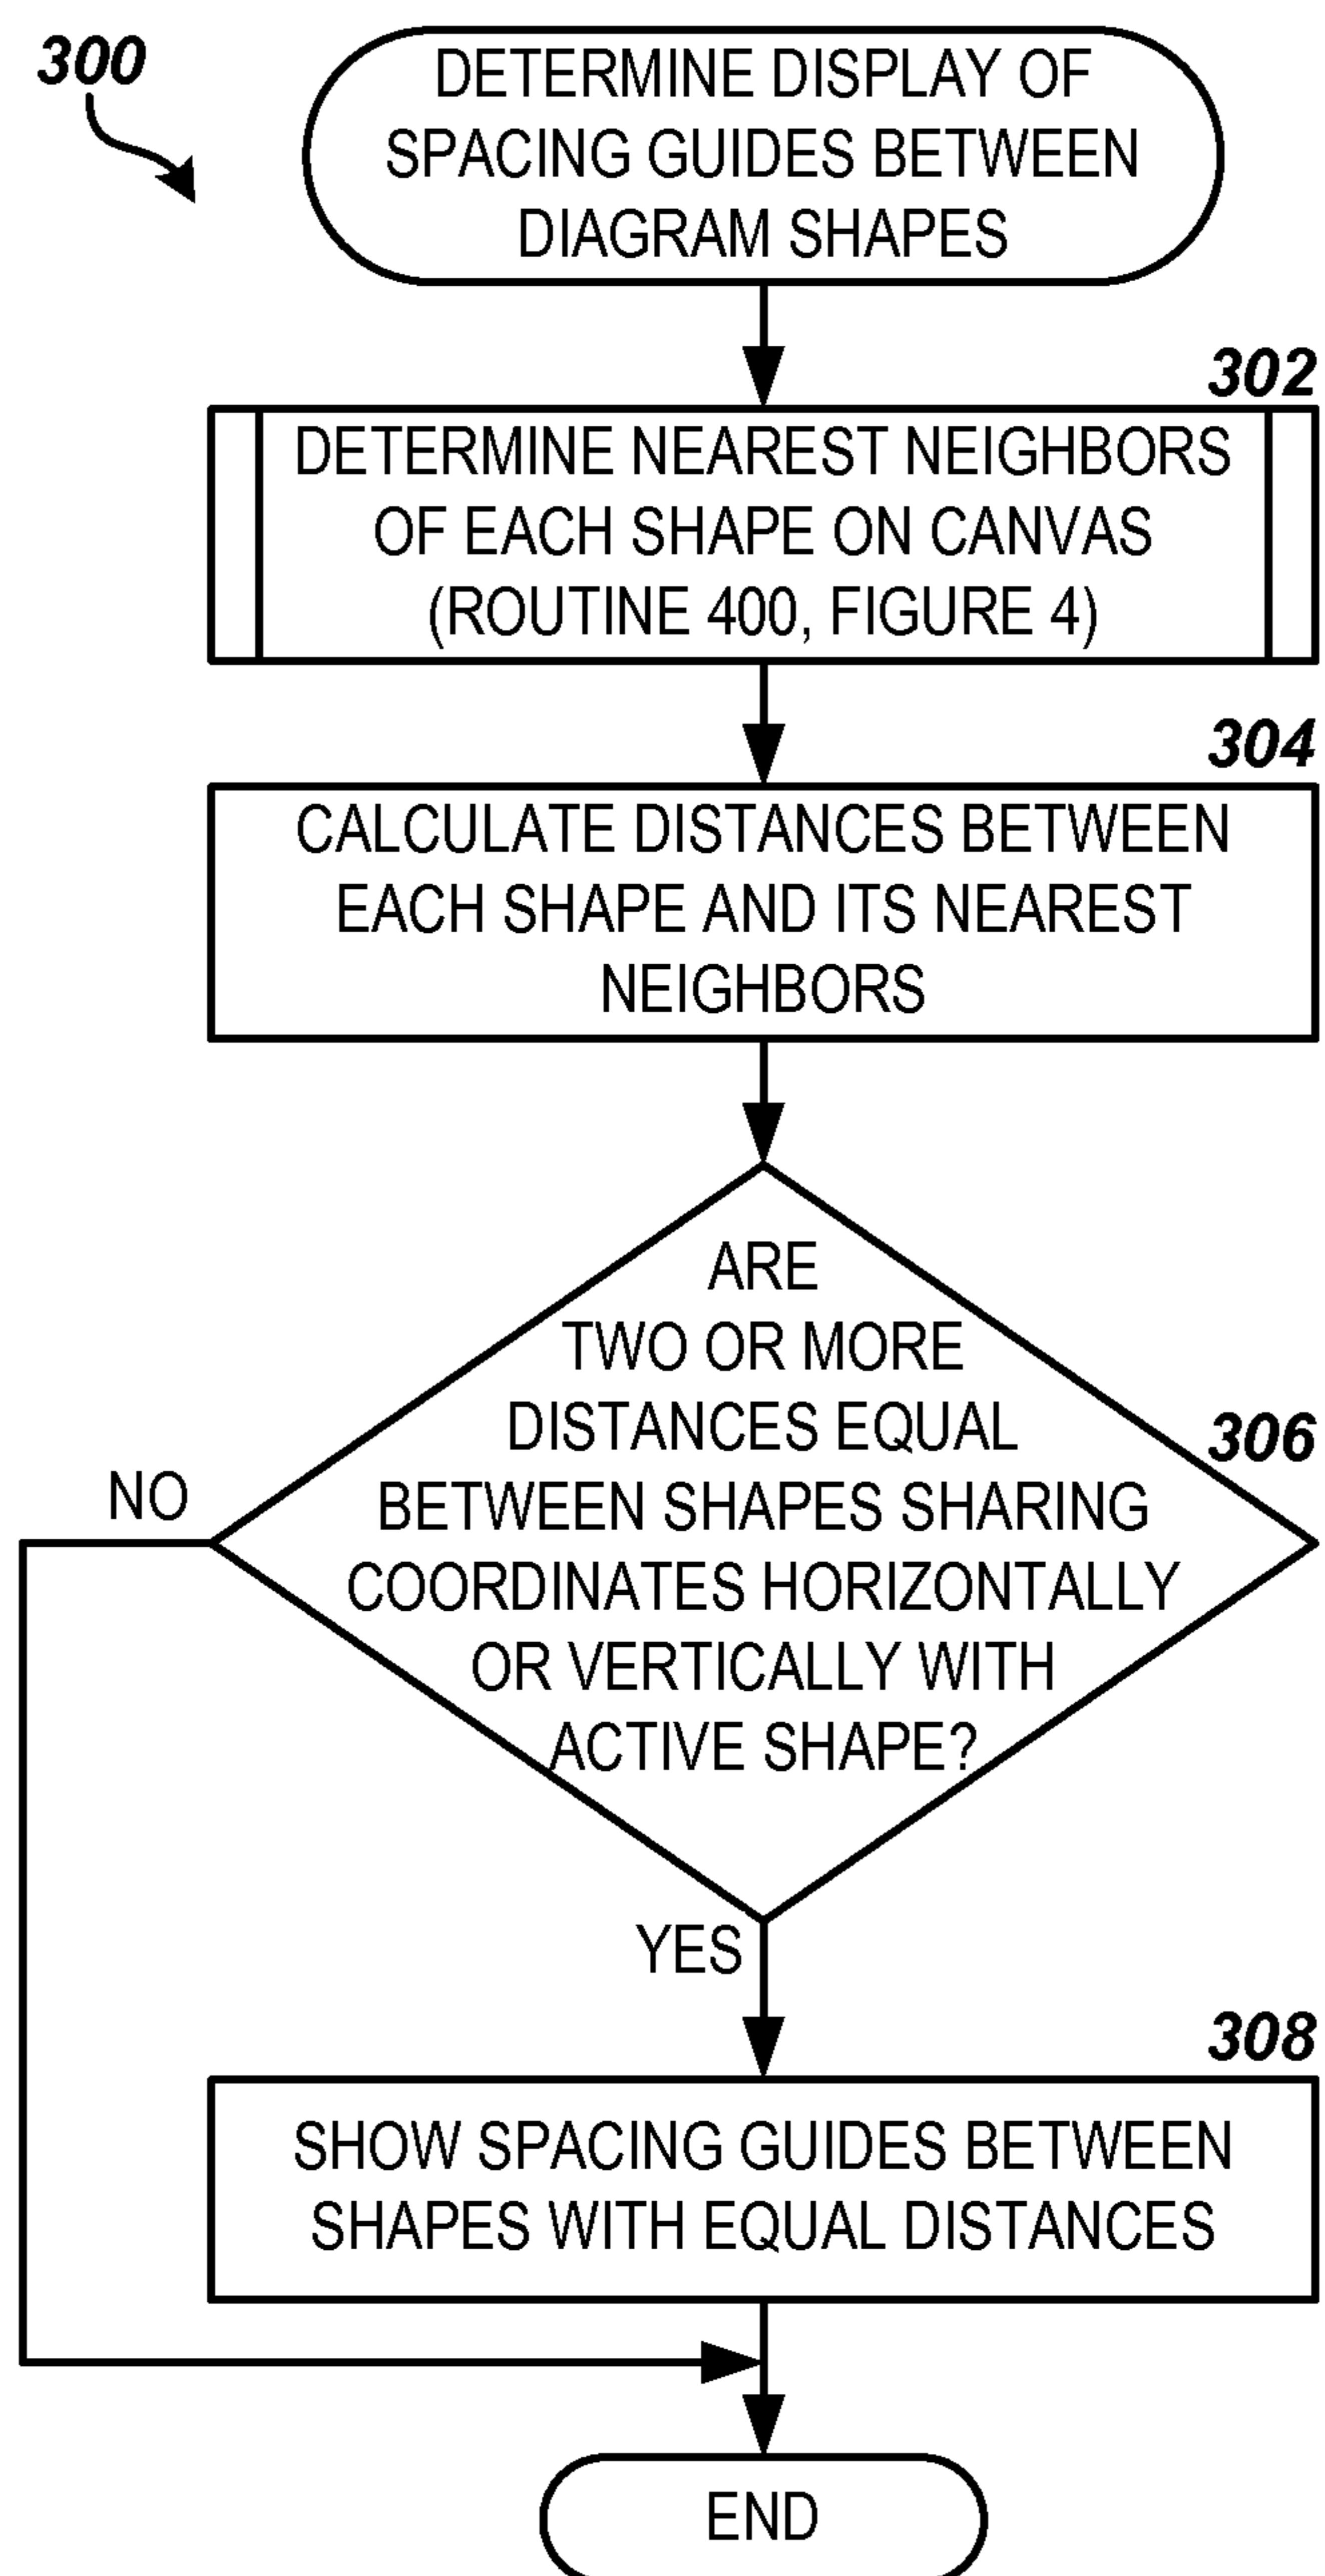 300
DETERMINE DISPLAY OF
SPACING GUIDES BETWEEN
DIAGRAM SHAPES
302
DETERMINE NEAREST NEIGHBORS
OF EACH SHAPE ON CANVAS
(ROUTINE 400, FIGURE 4)
304
CALCULATE DISTANCES BETWEEN
EACH SHAPE AND ITS NEAREST
NEIGHBORS
306
ARE
TWO OR MORE
DISTANCES EQUAL
BETWEEN SHAPES SHARING
COORDINATES HORIZONTALLY
OR VERTICALLY WITH
ACTIVE SHAPE?
NO
YES
308
SHOW SPACING GUIDES BETWEEN
SHAPES WITH EQUAL DISTANCES
END